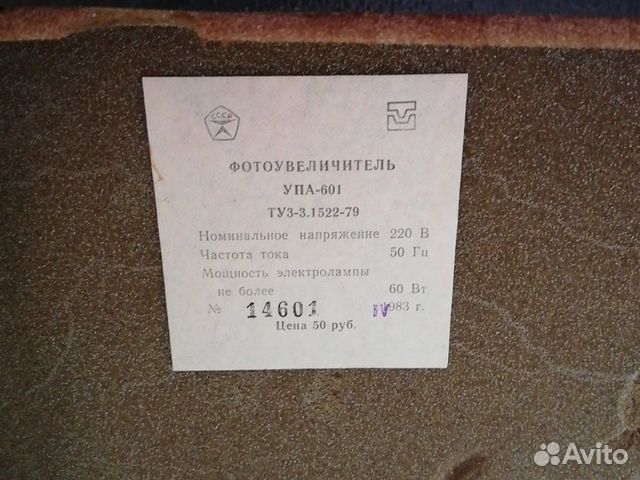 СССР
ФОТОУВЕЛИЧИТЕЛЬ
УПА-601
ТУ3-3.1522-79
Номинальное напряжение 220 В
Частота тока 50 Гц
Мощность электролампы
не более 60 Вт
№ 14601 IV 1983 г.
Цена 50 руб.
Avito